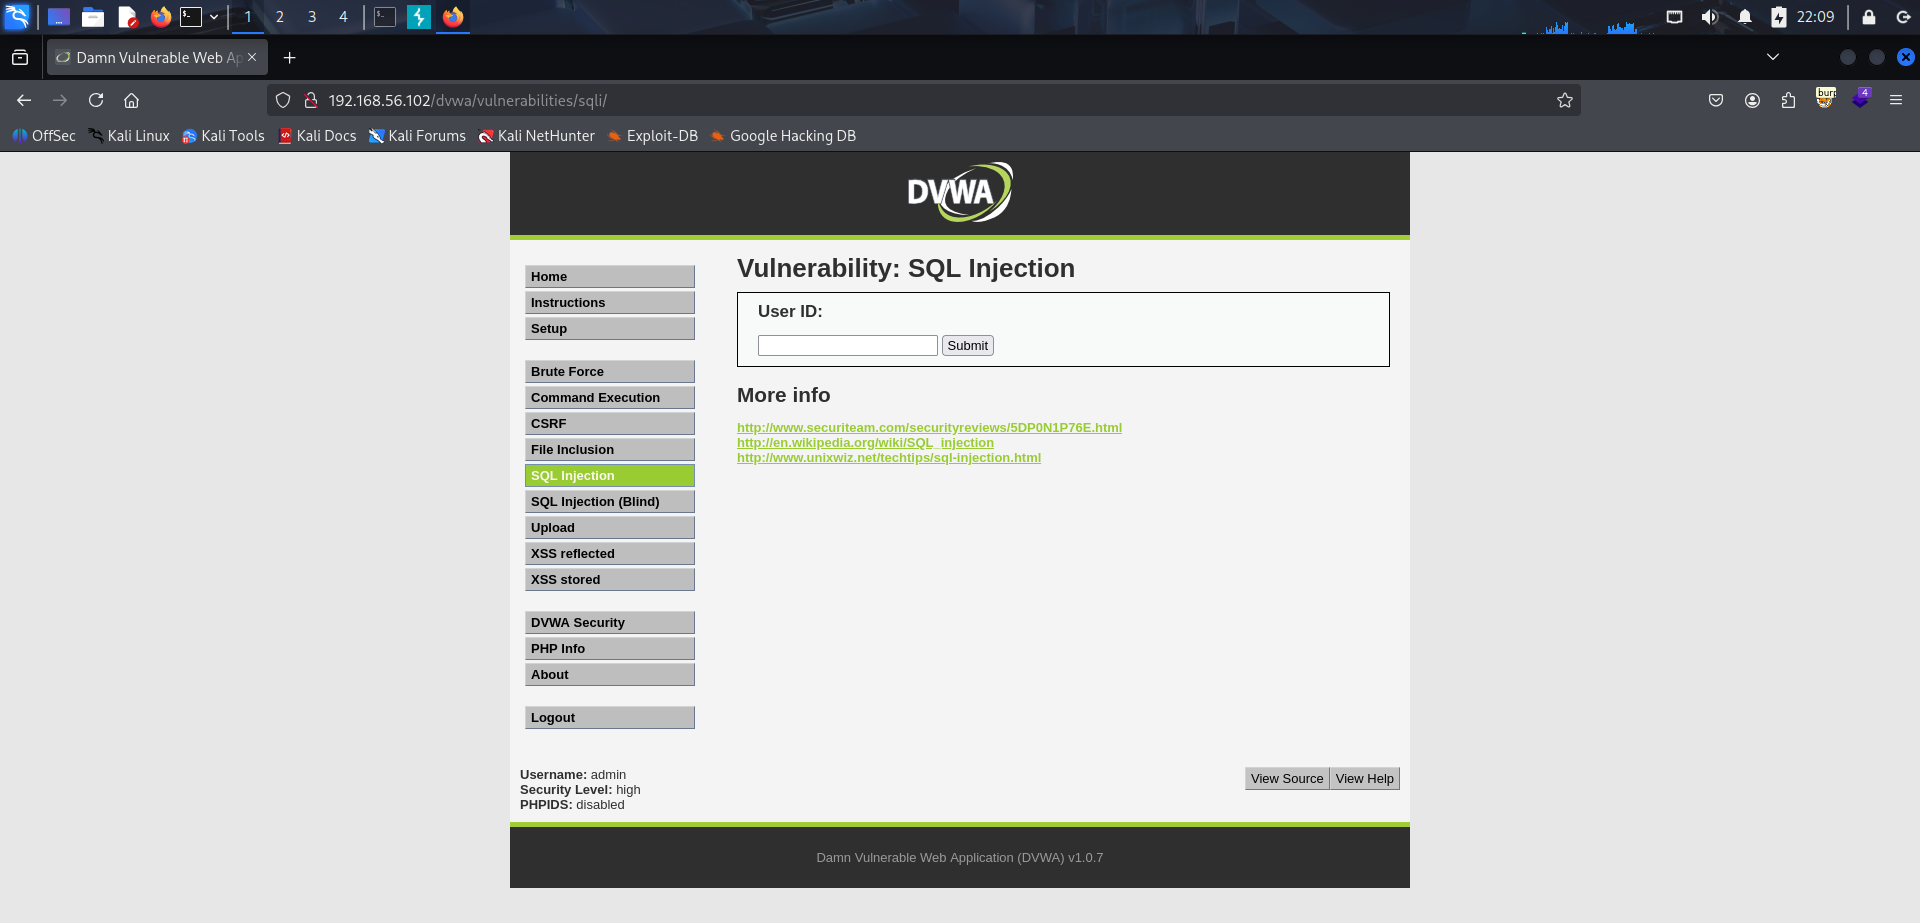 1 2 3 4 22:09
Damn Vulnerable Web Ap
192.168.56.102/dvwa/vulnerabilities/sqli/
4
OffSec Kali Linux Kali Tools Kali Docs Kali Forums Kali NetHunter Exploit-DB Google Hacking DB
DVWA
Home
Instructions
Setup
Brute Force
Command Execution
CSRF
File Inclusion
SQL Injection
SQL Injection (Blind)
Upload
XSS reflected
XSS stored
DVWA Security
PHP Info
About
Logout
Vulnerability: SQL Injection
User ID:
Submit
More info
http://www.securiteam.com/securityreviews/5DP0N1P76E.html
http://en.wikipedia.org/wiki/SQL_injection
http://www.unixwiz.net/techtips/sql-injection.html
Username: admin
Security Level: high
PHPIDS: disabled
View Source View Help
Damn Vulnerable Web Application (DVWA) v1.0.7